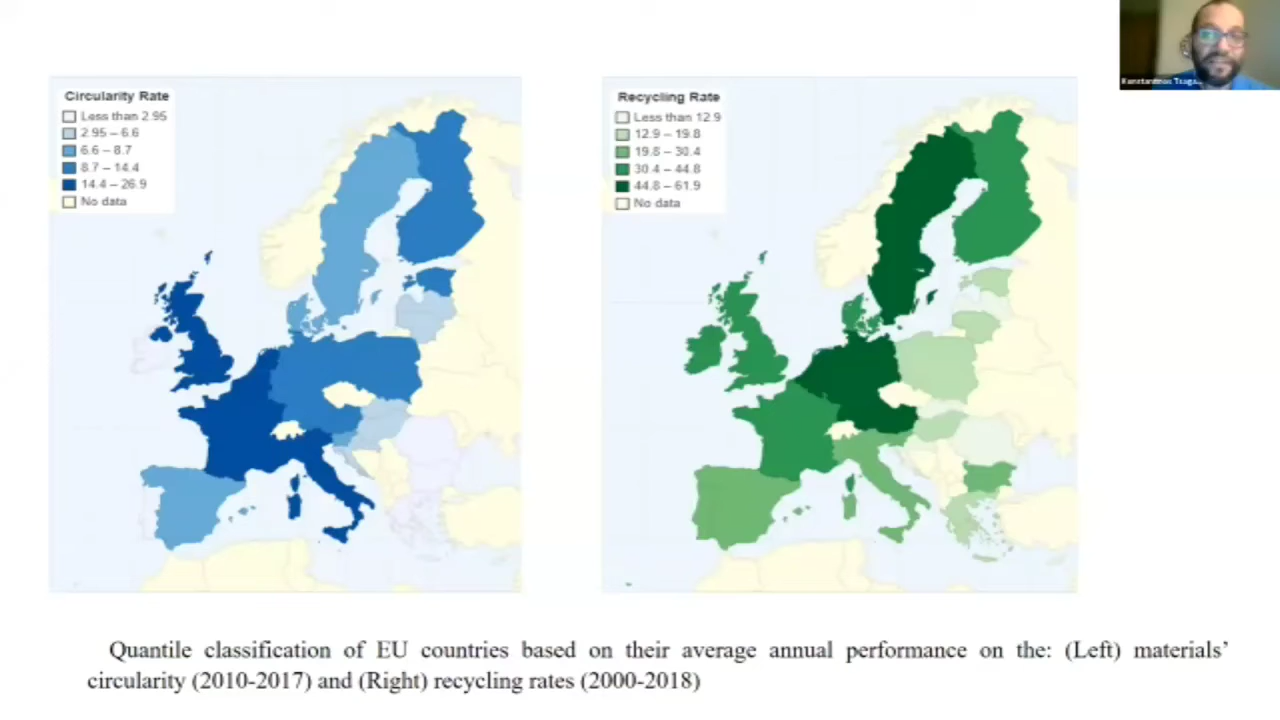 Circularity Rate
Less than 2.95
2.95 – 6.6
6.6 – 8.7
8.7 – 14.4
14.4 – 26.9
No data
Recycling Rate
Less than 12.9
12.9 – 19.8
19.8 – 30.4
30.4 – 44.8
44.8 – 61.9
No data
Konstantinos
Quantile classification of EU countries based on their average annual performance on the: (Left) materials’
circularity (2010-2017) and (Right) recycling rates (2000-2018)